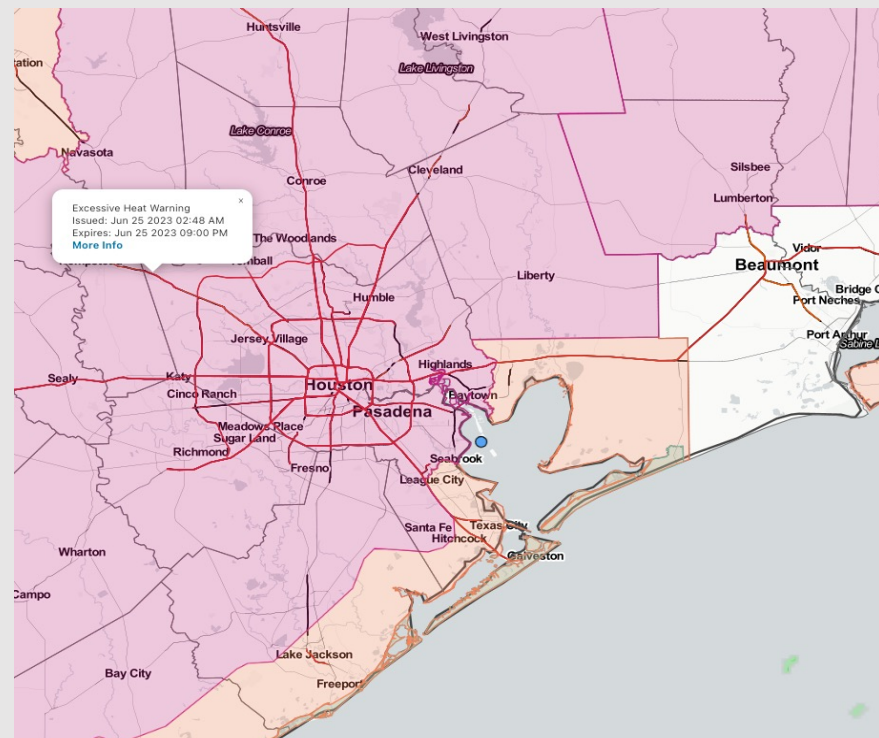 Huntsville
West Livingston
tation
Lake Livingston
Lake Conroe
Navasota
Silsbee
Cleveland
Conroe
Lumberton
×
Excessive Heat Warning
Issued: Jun 25 2023 02:48 AM
Expires: Jun 25 2023 09:00 PM
More Info
The Woodlands
Vidor
Beaumont
Liberty
Bridge C
Humble
Port Neches
Port Arthur
Jersey Village
Sabine L
Highlands
Sealy
Katy
Houston
Cinco Ranch
Baytown
Pasadena
Meadows Place
Sugar Land
Richmond
Seabrook
Fresno
League City
Santa Fe
Texas City
Hitchcock
Wharton
Galveston
Campo
Lake Jackson
Bay City
Freeport